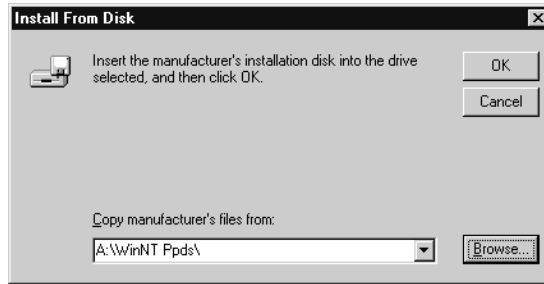 Install From Disk
Insert the manufacturer's installation disk into the drive
selected, and then click OK.
OK
Cancel
Copy manufacturer's files from:
A:\WinNT Ppds\
Browse...